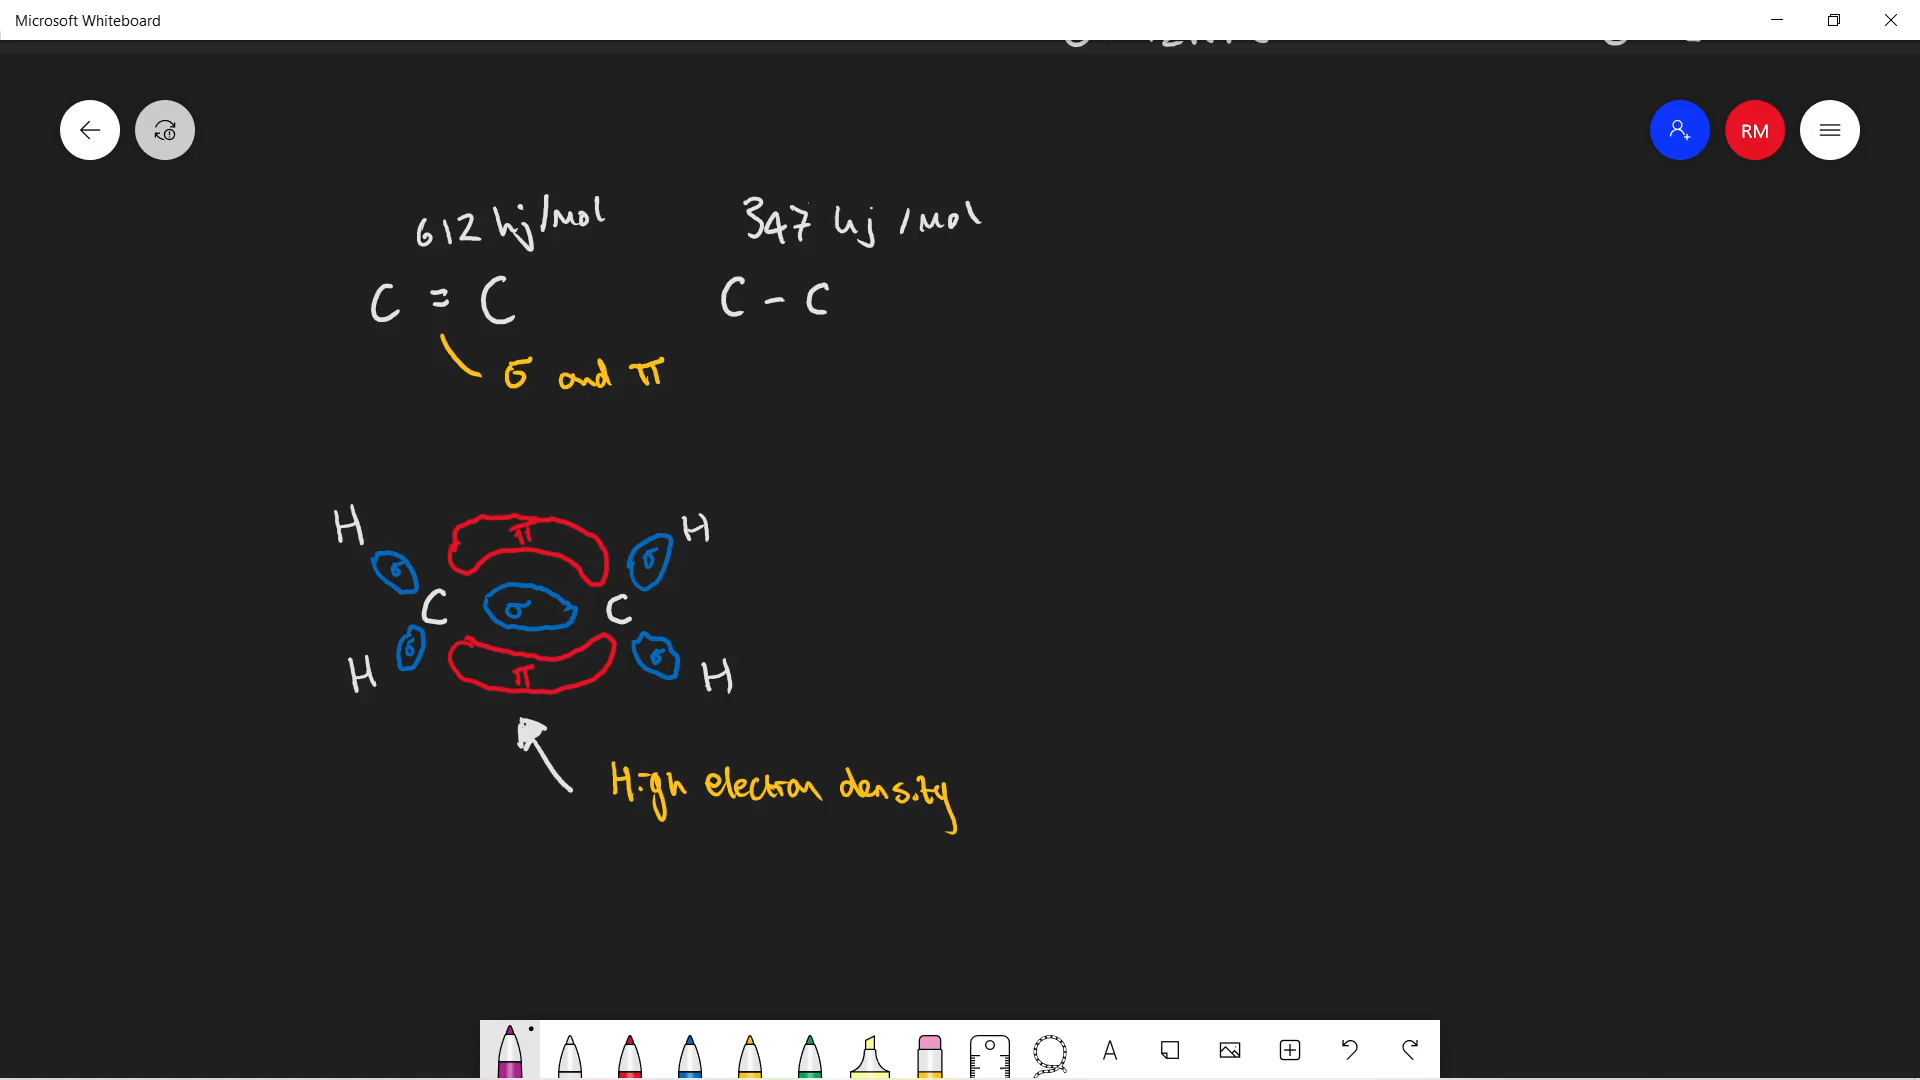 Microsoft Whiteboard
RM
612 kj/mol 347 kj/mol
C = C C - C
σ and π
H π H
σ σ
C σ C
σ σ
H π H
High electron density
A